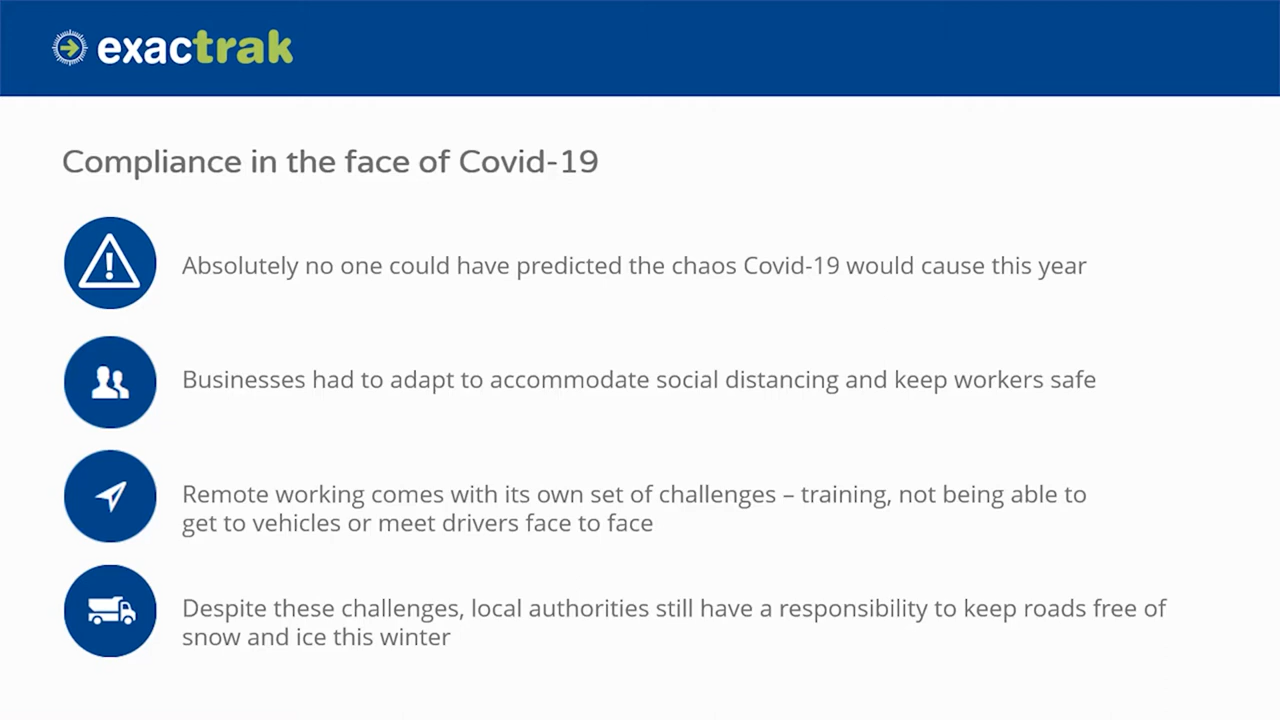 exactrak
Compliance in the face of Covid-19
Absolutely no one could have predicted the chaos Covid-19 would cause this year
Businesses had to adapt to accommodate social distancing and keep workers safe
Remote working comes with its own set of challenges – training, not being able to
get to vehicles or meet drivers face to face
Despite these challenges, local authorities still have a responsibility to keep roads free of
snow and ice this winter